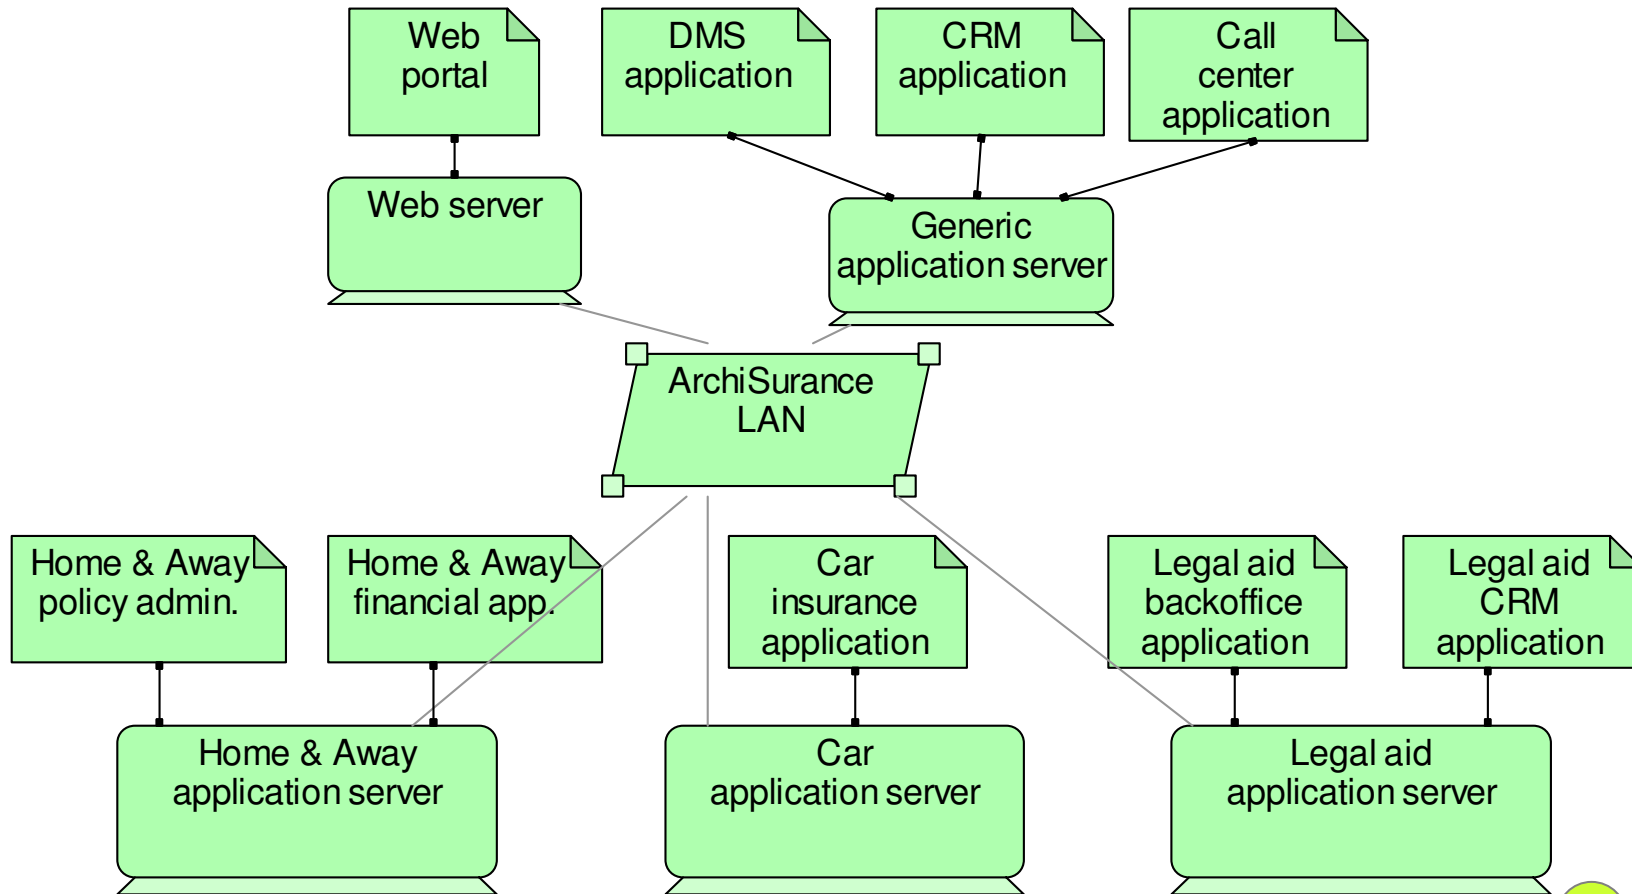 Web
portal
DMS
application
CRM
application
Call
center
application
Web server
Generic
application server
ArchiSurance
LAN
Home & Away
policy admin.
Home & Away
financial app.
Car
insurance
application
Legal aid
backoffice
application
Legal aid
CRM
application
Home & Away
application server
Car
application server
Legal aid
application server